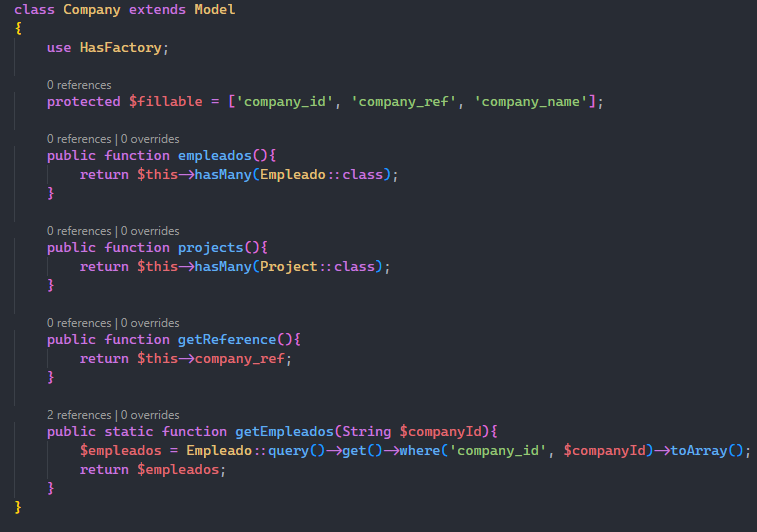 class Company extends Model
{
use HasFactory;
0 references
protected $fillable = ['company_id', 'company_ref', 'company_name'];
0 references | 0 overrides
public function empleados(){
return $this->hasMany(Empleado::class);
}
0 references | 0 overrides
public function projects(){
return $this->hasMany(Project::class);
}
0 references | 0 overrides
public function getReference(){
return $this->company_ref;
}
2 references | 0 overrides
public static function getEmpleados(String $companyId){
$empleados = Empleado::query()->get()->where('company_id', $companyId)->toArray();
return $empleados;
}
}